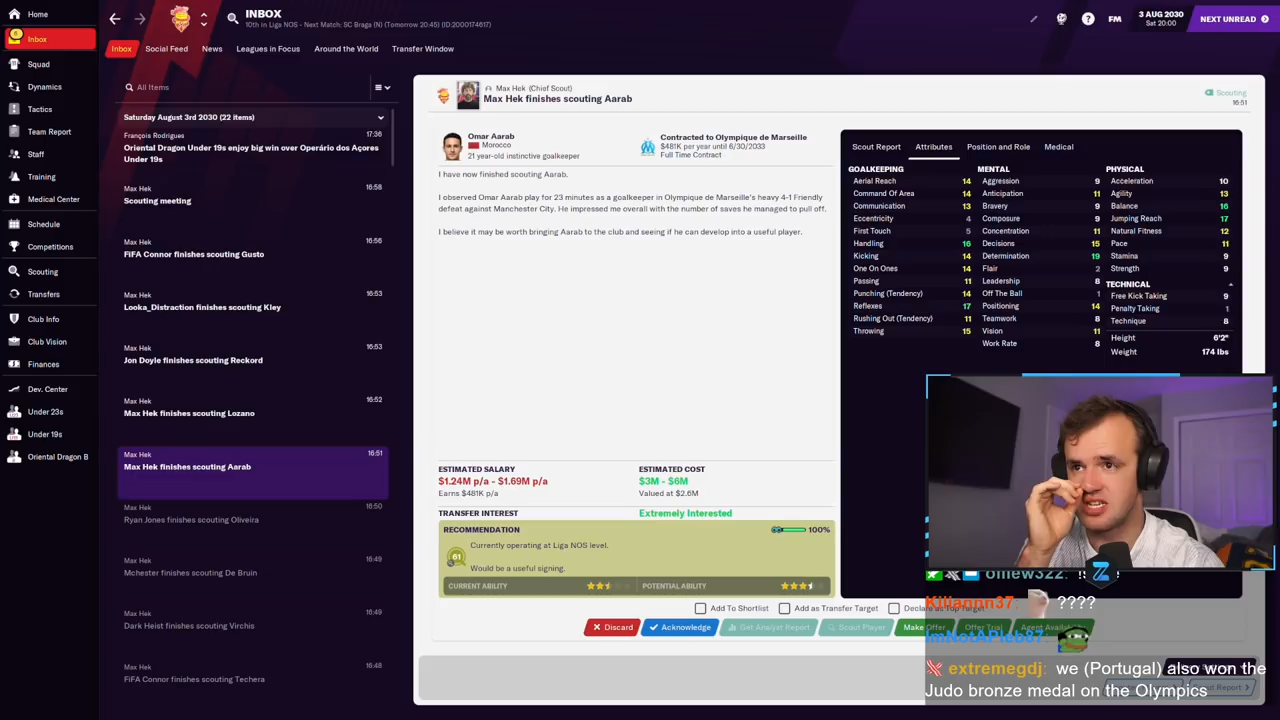 Home
6
Inbox
Squad
Dynamics
Tactics
Team Report
Staff
Training
Medical Center
Schedule
Competitions
Scouting
Transfers
Club Info
Club Vision
Finances
Dev. Center
Under 23s
Under 19s
Oriental Dragon B
INBOX
10th in Liga NOS - Next Match: SC Braga (N) (Tomorrow 20:45) (ID:2000174617)
FM
3 AUG 2030
Sat 20:00
NEXT UNREAD
Inbox
Social Feed
News
Leagues in Focus
Around the World
Transfer Window
All Items
Saturday August 3rd 2030 (22 items)
François Rodrigues
17:36
Oriental Dragon Under 19s enjoy big win over Operário dos Açores
Under 19s
Max Hek
16:58
Scouting meeting
Max Hek
16:56
FIFA Connor finishes scouting Gusto
Max Hek
16:53
Looka_Distraction finishes scouting Kley
Max Hek
16:53
Jon Doyle finishes scouting Reckord
Max Hek
16:52
Max Hek finishes scouting Lozano
Max Hek
16:51
Max Hek finishes scouting Aarab
Max Hek
16:50
Ryan Jones finishes scouting Oliveira
Max Hek
16:49
Mchester finishes scouting De Bruin
Max Hek
16:49
Dark Heist finishes scouting Virchis
Max Hek
16:48
FIFA Connor finishes scouting Techera
Max Hek (Chief Scout)
Max Hek finishes scouting Aarab
Scouting
16:51
Omar Aarab
Morocco
21 year-old instinctive goalkeeper
Contracted to Olympique de Marseille
$481K per year until 6/30/2033
Full Time Contract
I have now finished scouting Aarab.
I observed Omar Aarab play for 23 minutes as a goalkeeper in Olympique de Marseille's heavy 4-1 Friendly
defeat against Manchester City. He impressed me overall with the number of saves he managed to pull off.
I believe it may be worth bringing Aarab to the club and seeing if he can develop into a useful player.
ESTIMATED SALARY
$1.24M p/a - $1.69M p/a
Earns $481K p/a
ESTIMATED COST
$3M - $6M
Valued at $2.6M
TRANSFER INTEREST
Extremely Interested
RECOMMENDATION
100%
61
Currently operating at Liga NOS level.
Would be a useful signing.
CURRENT ABILITY
POTENTIAL ABILITY
Add To Shortlist
Add as Transfer Target
Declare as Top Target
Discard
Acknowledge
Get Analyst Report
Scout Player
Make Offer
Offer Trial
Agent
Scout Report
Attributes
Position and Role
Medical
GOALKEEPING
Aerial Reach 14
Command Of Area 14
Communication 13
Eccentricity 4
First Touch 5
Handling 16
Kicking 14
One On Ones 14
Passing 11
Punching (Tendency) 14
Reflexes 17
Rushing Out (Tendency) 11
Throwing 15
MENTAL
Aggression 9
Anticipation 11
Bravery 9
Composure 9
Concentration 11
Decisions 15
Determination 19
Flair 2
Leadership 8
Off The Ball 1
Positioning 14
Teamwork 8
Vision 11
Work Rate 8
PHYSICAL
Acceleration 10
Agility 13
Balance 16
Jumping Reach 17
Natural Fitness 12
Pace 11
Stamina 9
Strength 9
TECHNICAL
Free Kick Taking 9
Penalty Taking 1
Technique 8
Height 6'2"
Weight 174 lbs
Killannn37: ????
ImNotAPleb87:
extremegdj: we (Portugal) also won the
Judo bronze medal on the Olympics